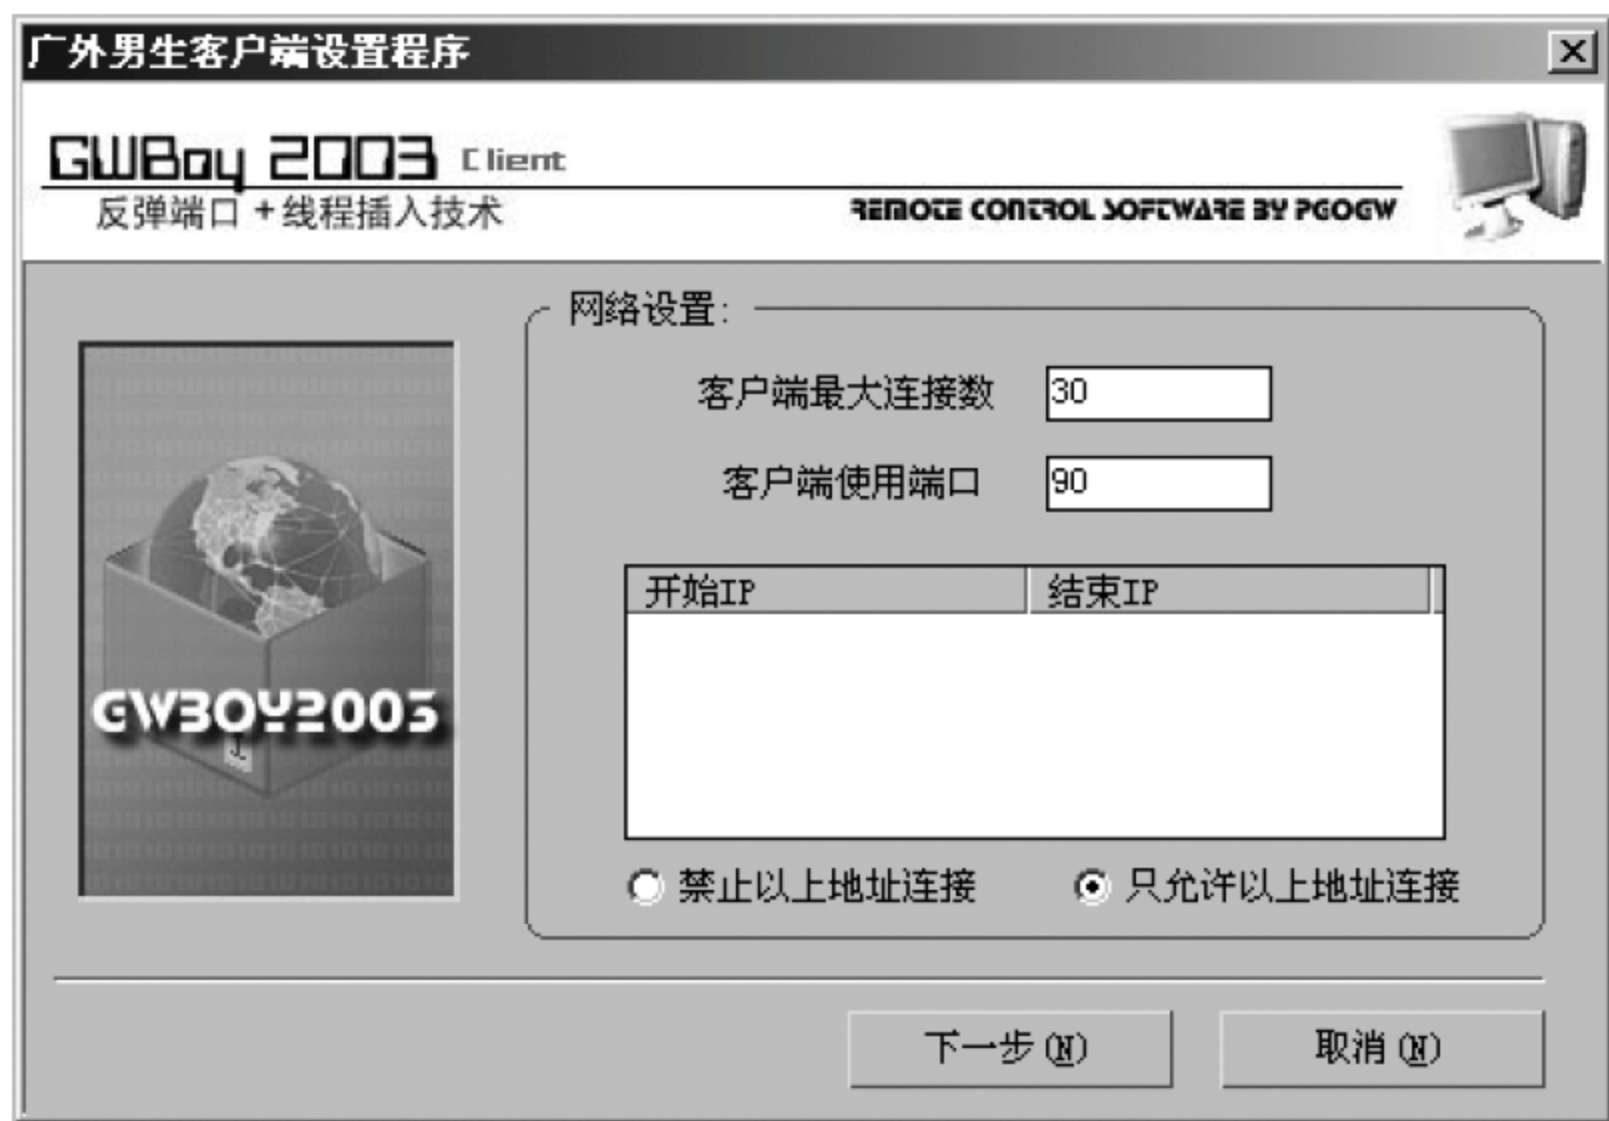 广外男生客户端设置程序
GWBoy 2003 Client
反弹端口+线程插入技术
REMOTE CONTROL SOFTWARE BY PGOGW
网络设置:
客户端最大连接数 30
客户端使用端口 90
开始IP 结束IP
GWBOY2003
禁止以上地址连接 只允许以上地址连接
下一步(N) 取消(N)